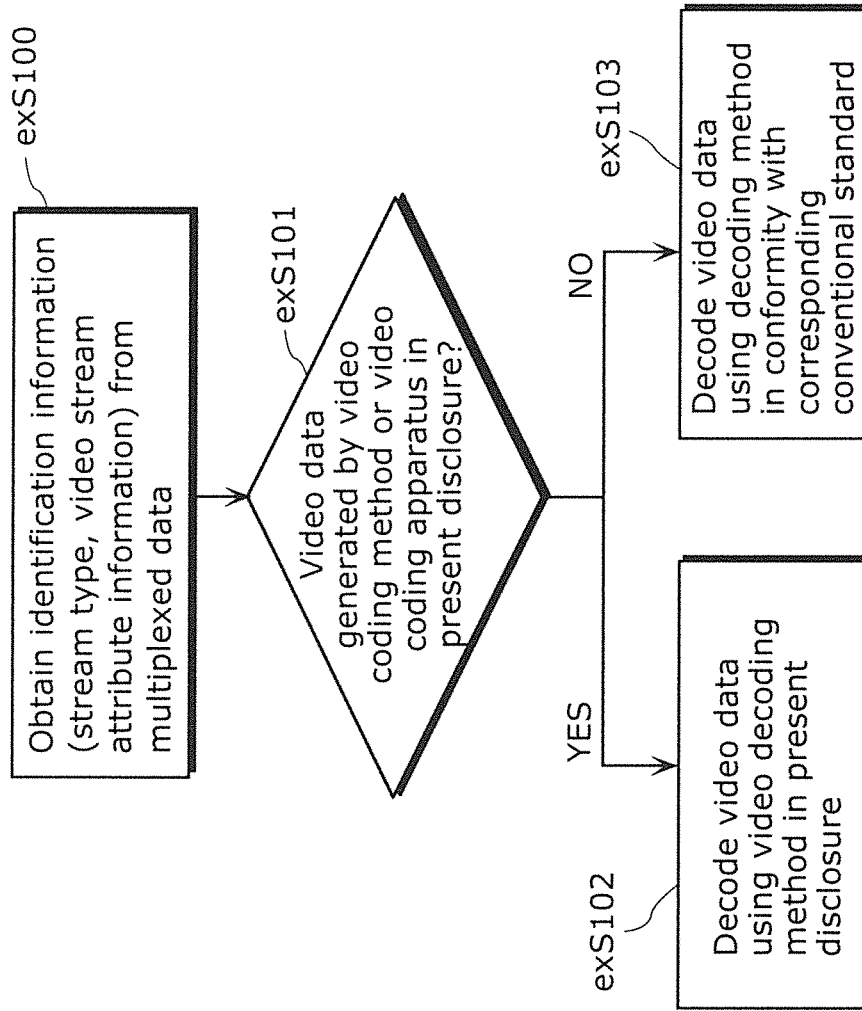 exS100
Obtain identification information
(stream type, video stream
attribute information) from
multiplexed data
exS101
Video data
generated by video
coding method or video
coding apparatus in
present disclosure?
YES
NO
exS102
Decode video data
using video decoding
method in present
disclosure
exS103
Decode video data
using decoding method
in conformity with
corresponding
conventional standard